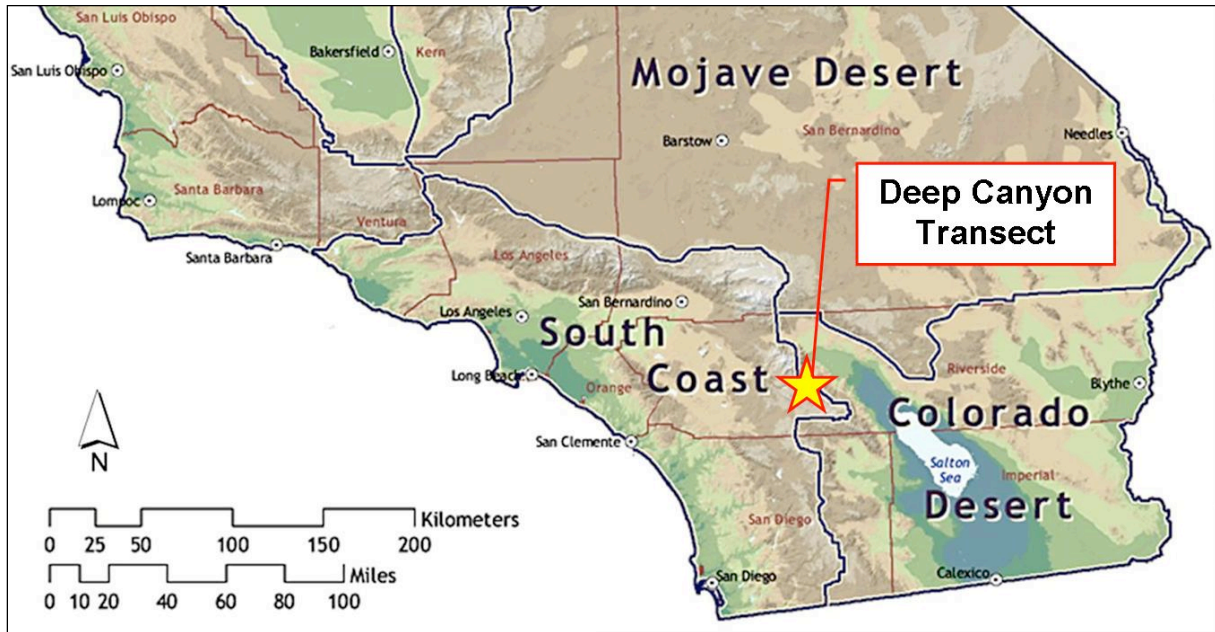 San Luis Obispo
Bakersfield
Kern
San Luis Obispo
Mojave Desert
San Bernardino
Barstow
Needles
Deep Canyon
Transect
Santa Barbara
Lompoc
Ventura
Santa Barbara
Los Angeles
San Bernardino
Los Angeles
South
Coast
Long Beach
Orange
Riverside
Blythe
Colorado
San Clemente
N
Salton
Sea
Imperial
Desert
San Diego
Kilometers
0 25 50 100 150 200
Miles
0 10 20 40 60 80 100
San Diego
Calexico